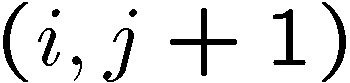 (i, j + 1)